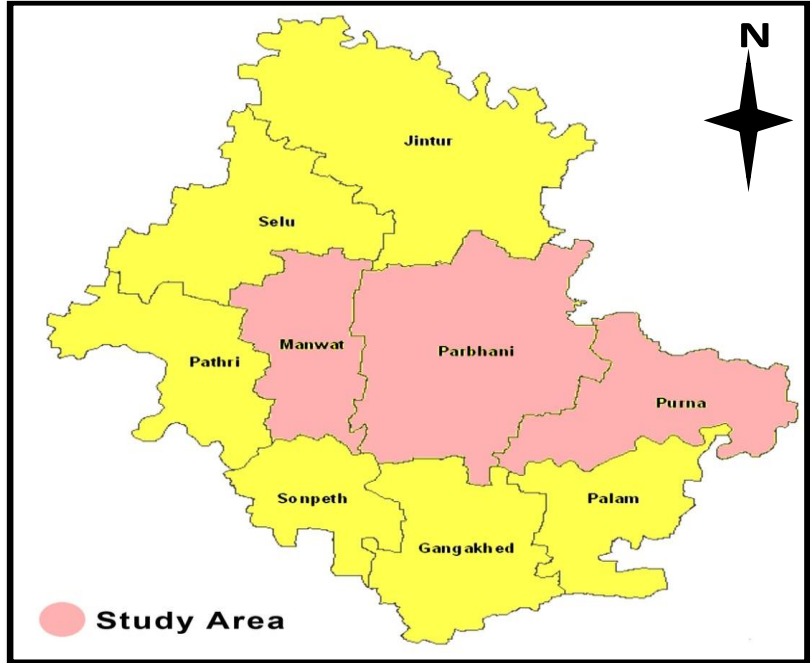 N
Jintur
Selu
Manwat
Parbhani
Pathri
Purna
Sonpeth
Palam
Gangakhed
Study Area